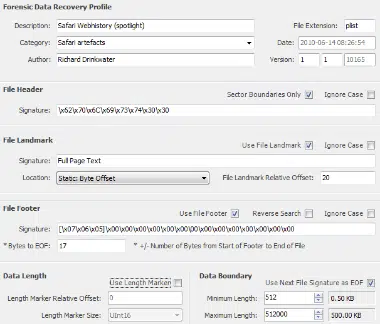 Forensic Data Recovery Profile
Description: Safari Webhistory (spotlight) File Extension: plist
Category: Safari artefacts Date: 2010-06-14 08:26:54
Author: Richard Drinkwater Version: 1 1 10165
File Header Sector Boundaries Only Ignore Case
Signature: \x62\x70\x6C\x69\x73\x74\x30\x30
File Landmark Use File Landmark Ignore Case
Signature: Full Page Text
Location: Static: Byte Offset File Landmark Relative Offset: 20
File Footer Use File Footer Reverse Search Ignore Case
Signature: [\x07\x06\x05]\x00\x00\x00\x00\x00\x00\x00\x00\x00\x00\x00\x00\x00
* Bytes to EOF: 17 * +/- Number of Bytes from Start of Footer to End of File
Data Length Data Boundary
Use Length Marker Use Next File Signature as EOF
Length Marker Relative Offset: 0 Minimum Length: 512 0.50 KB
Length Marker Size: UInt16 Maximum Length: 512000 500.00 KB